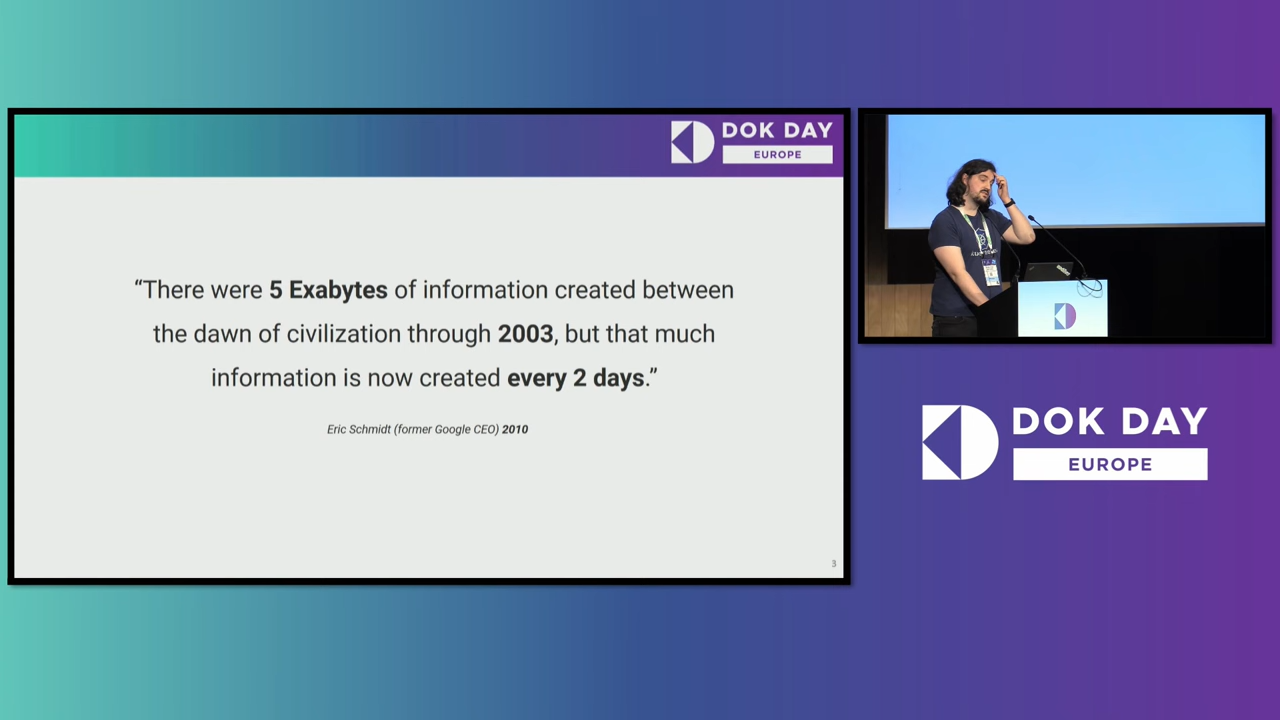 DOK DAY
EUROPE
“There were 5 Exabytes of information created between
the dawn of civilization through 2003, but that much
information is now created every 2 days.”
Eric Schmidt (former Google CEO) 2010
3
DOK DAY
EUROPE